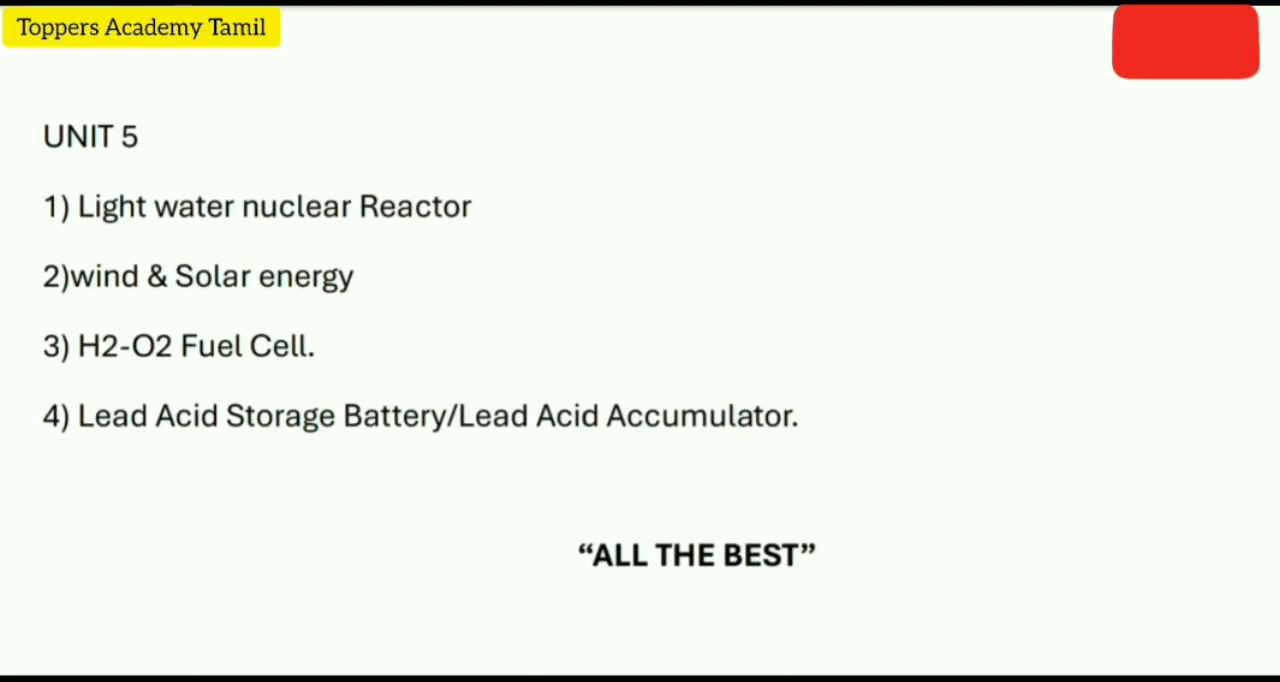 Toppers Academy Tamil
UNIT 5
1) Light water nuclear Reactor
2)wind & Solar energy
3) H2-O2 Fuel Cell.
4) Lead Acid Storage Battery/Lead Acid Accumulator.
“ALL THE BEST”